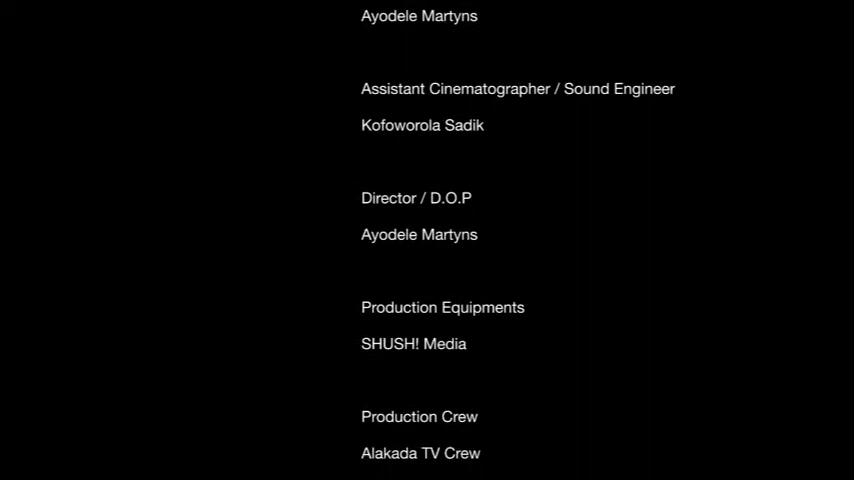 Ayodele Martyns
Assistant Cinematographer / Sound Engineer
Kofoworola Sadik
Director / D.O.P
Ayodele Martyns
Production Equipments
SHUSH! Media
Production Crew
Alakada TV Crew